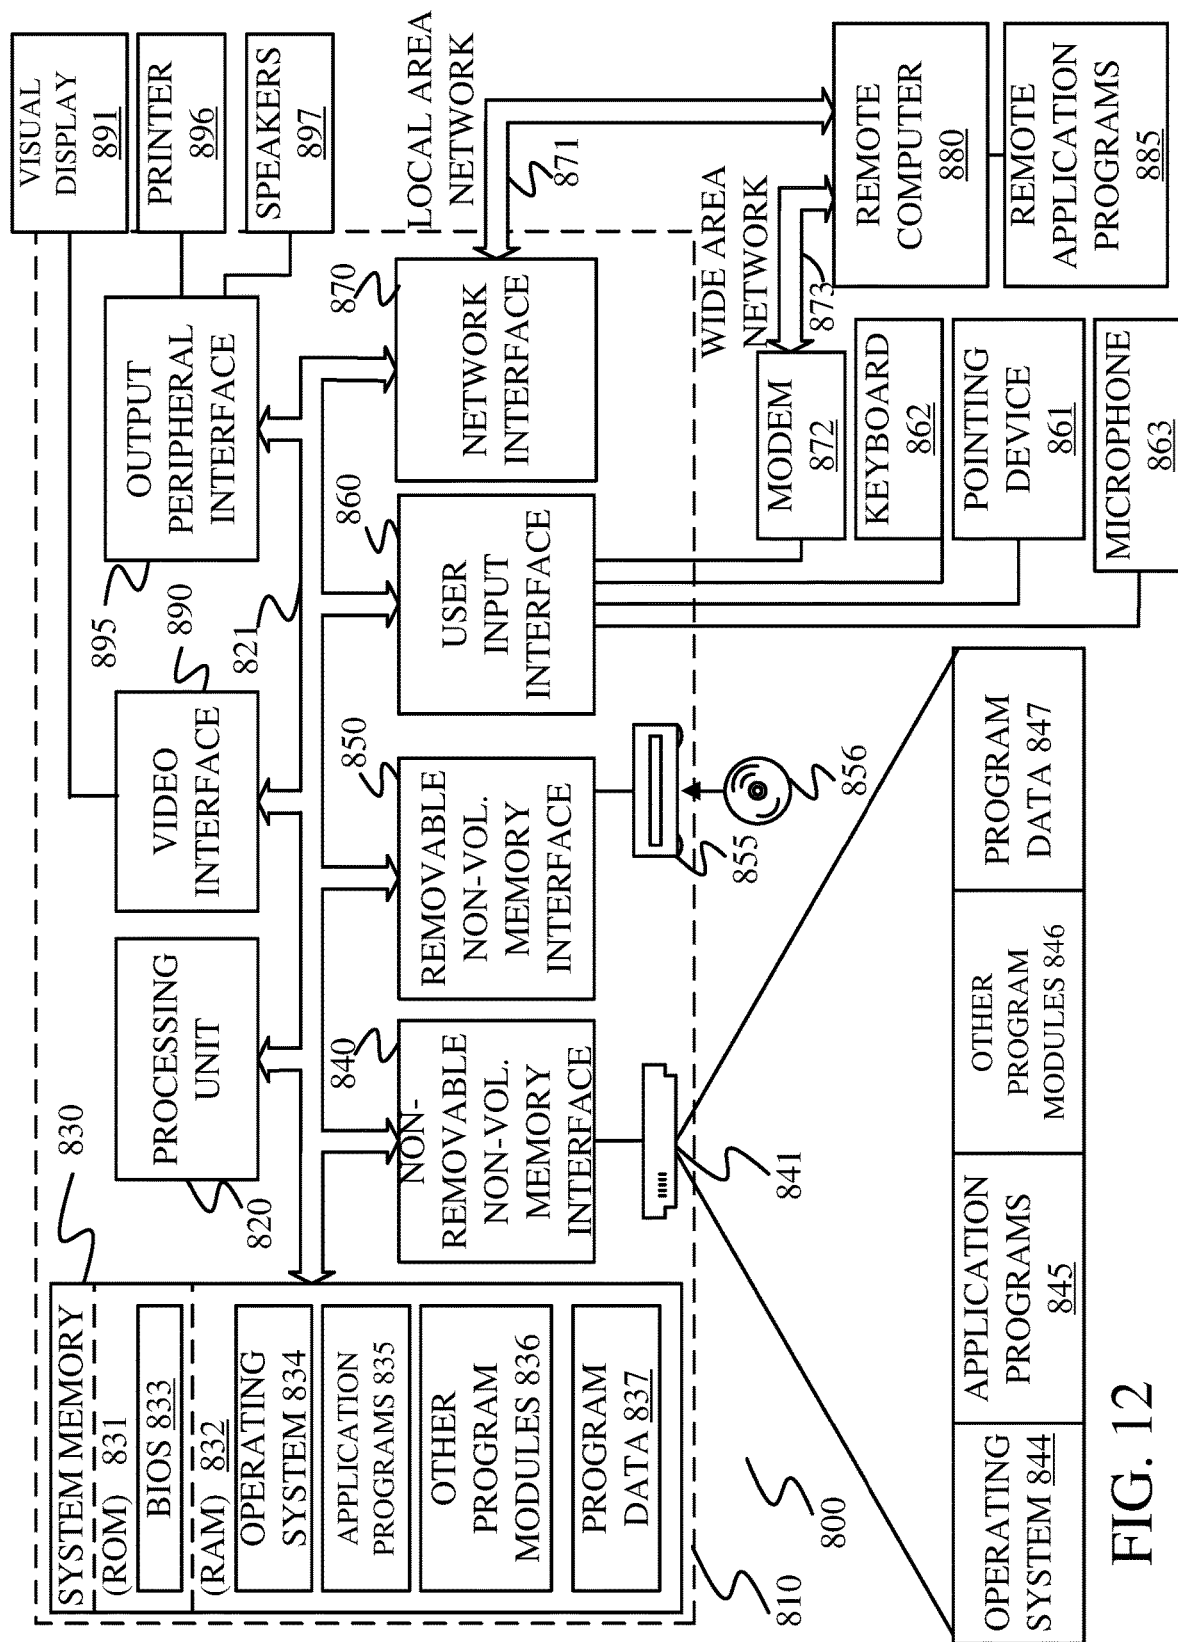 SYSTEM MEMORY
(ROM) 831
BIOS 833
(RAM) 832
OPERATING
SYSTEM 834
APPLICATION
PROGRAMS 835
OTHER
PROGRAM
MODULES 836
PROGRAM
DATA 837
830
PROCESSING
UNIT
820
VIDEO
INTERFACE
890
821
OUTPUT
PERIPHERAL
INTERFACE
895
VISUAL
DISPLAY
891
PRINTER
896
SPEAKERS
897
NON-
REMOVABLE
NON-VOL.
MEMORY
INTERFACE
840
REMOVABLE
NON-VOL.
MEMORY
INTERFACE
850
USER
INPUT
INTERFACE
860
NETWORK
INTERFACE
870
LOCAL AREA
NETWORK
871
810
800
841
855
856
WIDE AREA
NETWORK
873
MODEM
872
KEYBOARD
862
POINTING
DEVICE
861
MICROPHONE
863
REMOTE
COMPUTER
880
REMOTE
APPLICATION
PROGRAMS
885
OPERATING
SYSTEM 844
APPLICATION
PROGRAMS
845
OTHER
PROGRAM
MODULES 846
PROGRAM
DATA 847
FIG. 12